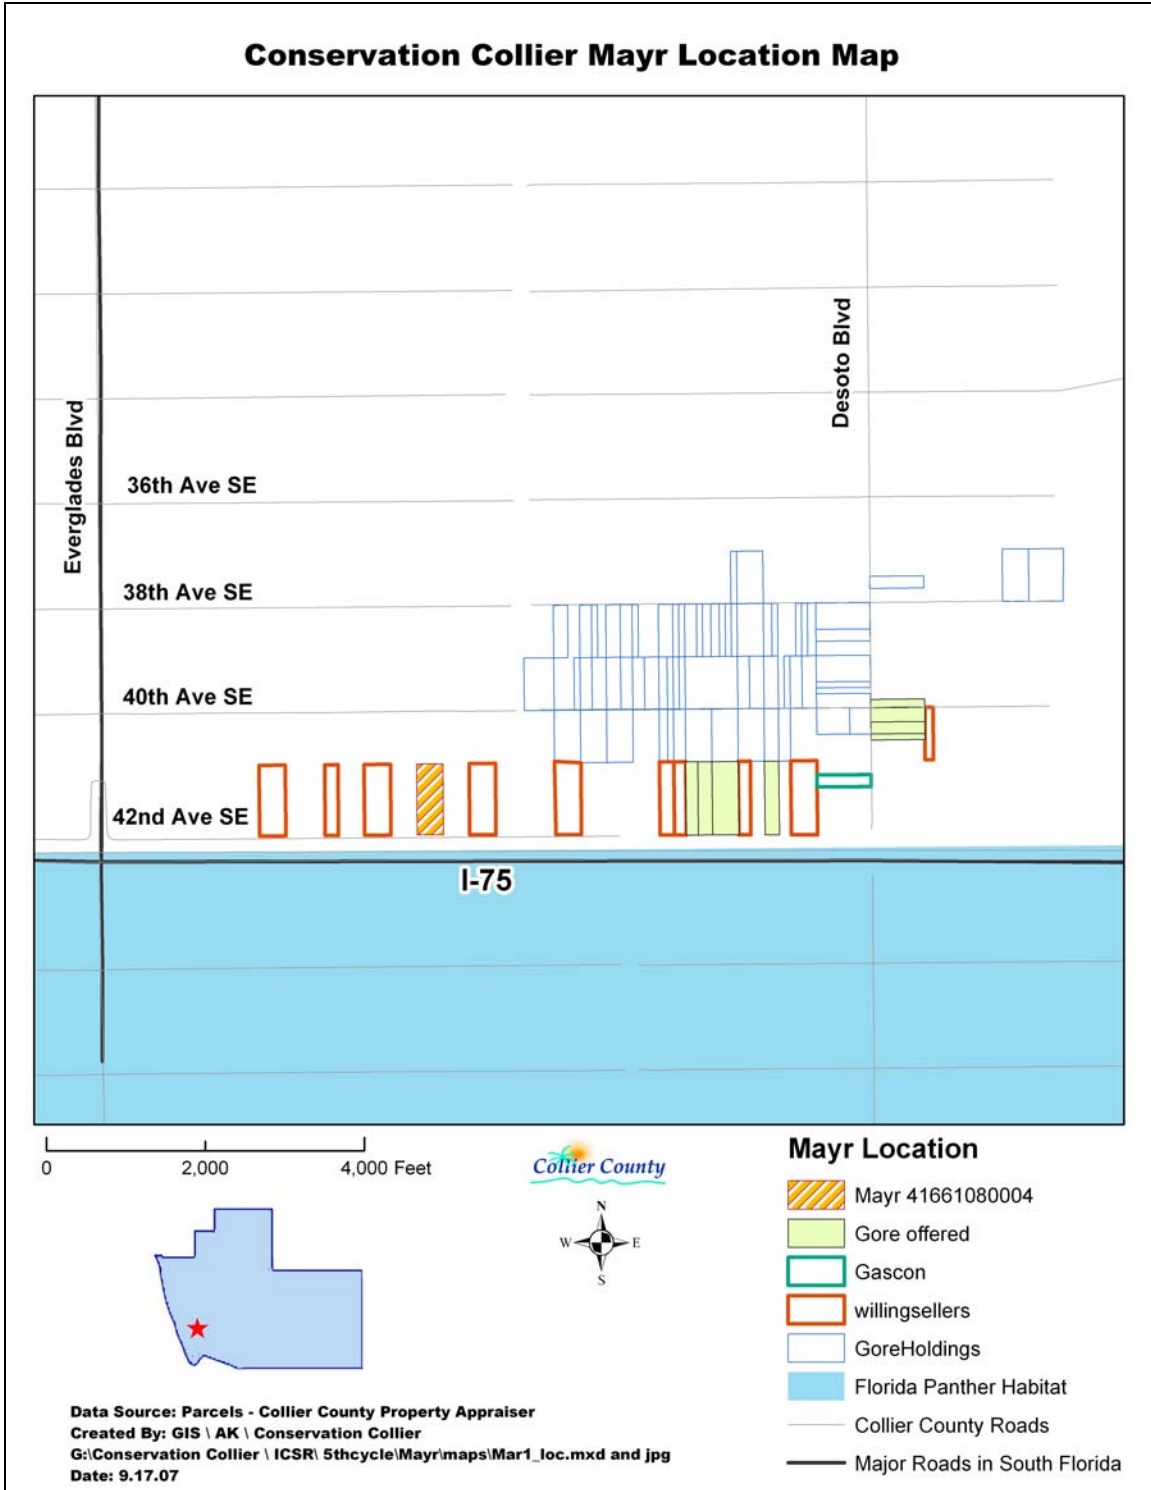 Conservation Collier Mayr Location Map
Desoto Blvd
Everglades Blvd
36th Ave SE
38th Ave SE
40th Ave SE
42nd Ave SE
I-75
0 2,000 4,000 Feet
Collier County
N
W E
S
Mayr Location
Mayr 41661080004
Gore offered
Gascon
willingsellers
GoreHoldings
Florida Panther Habitat
Collier County Roads
Major Roads in South Florida
Data Source: Parcels - Collier County Property Appraiser
Created By: GIS \ AK \ Conservation Collier
G:\Conservation Collier \ ICSR\ 5thcycle\Mayr\maps\Mar1_loc.mxd and jpg
Date: 9.17.07